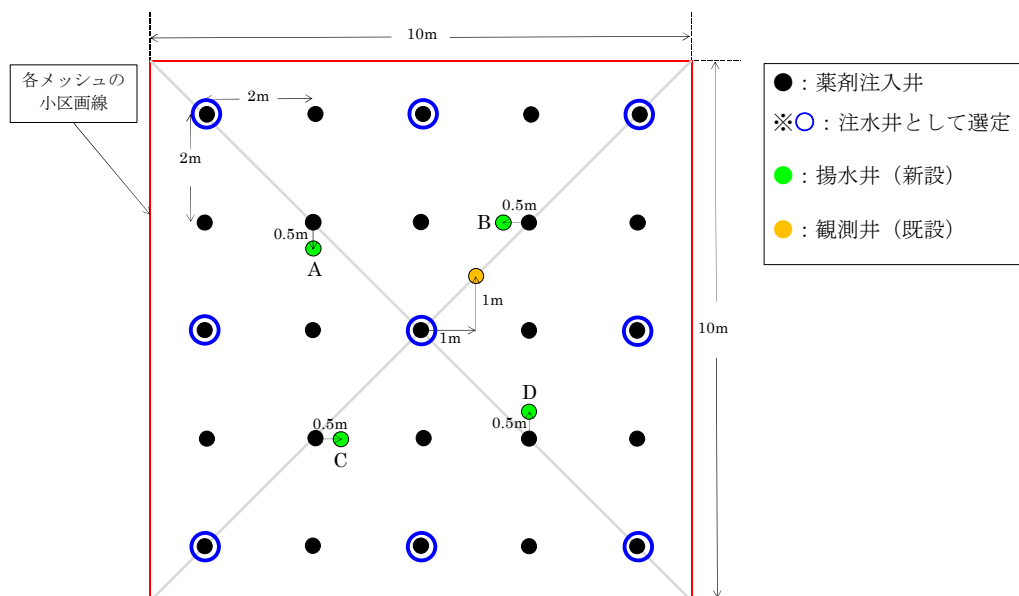 10m
各メッシュの
小区画線
2m
2m
0.5m
A
B
0.5m
1m
1m
10m
D
0.5m
0.5m
C
●：薬剤注入井
※○：注水井として選定
●：揚水井（新設）
●：観測井（既設）